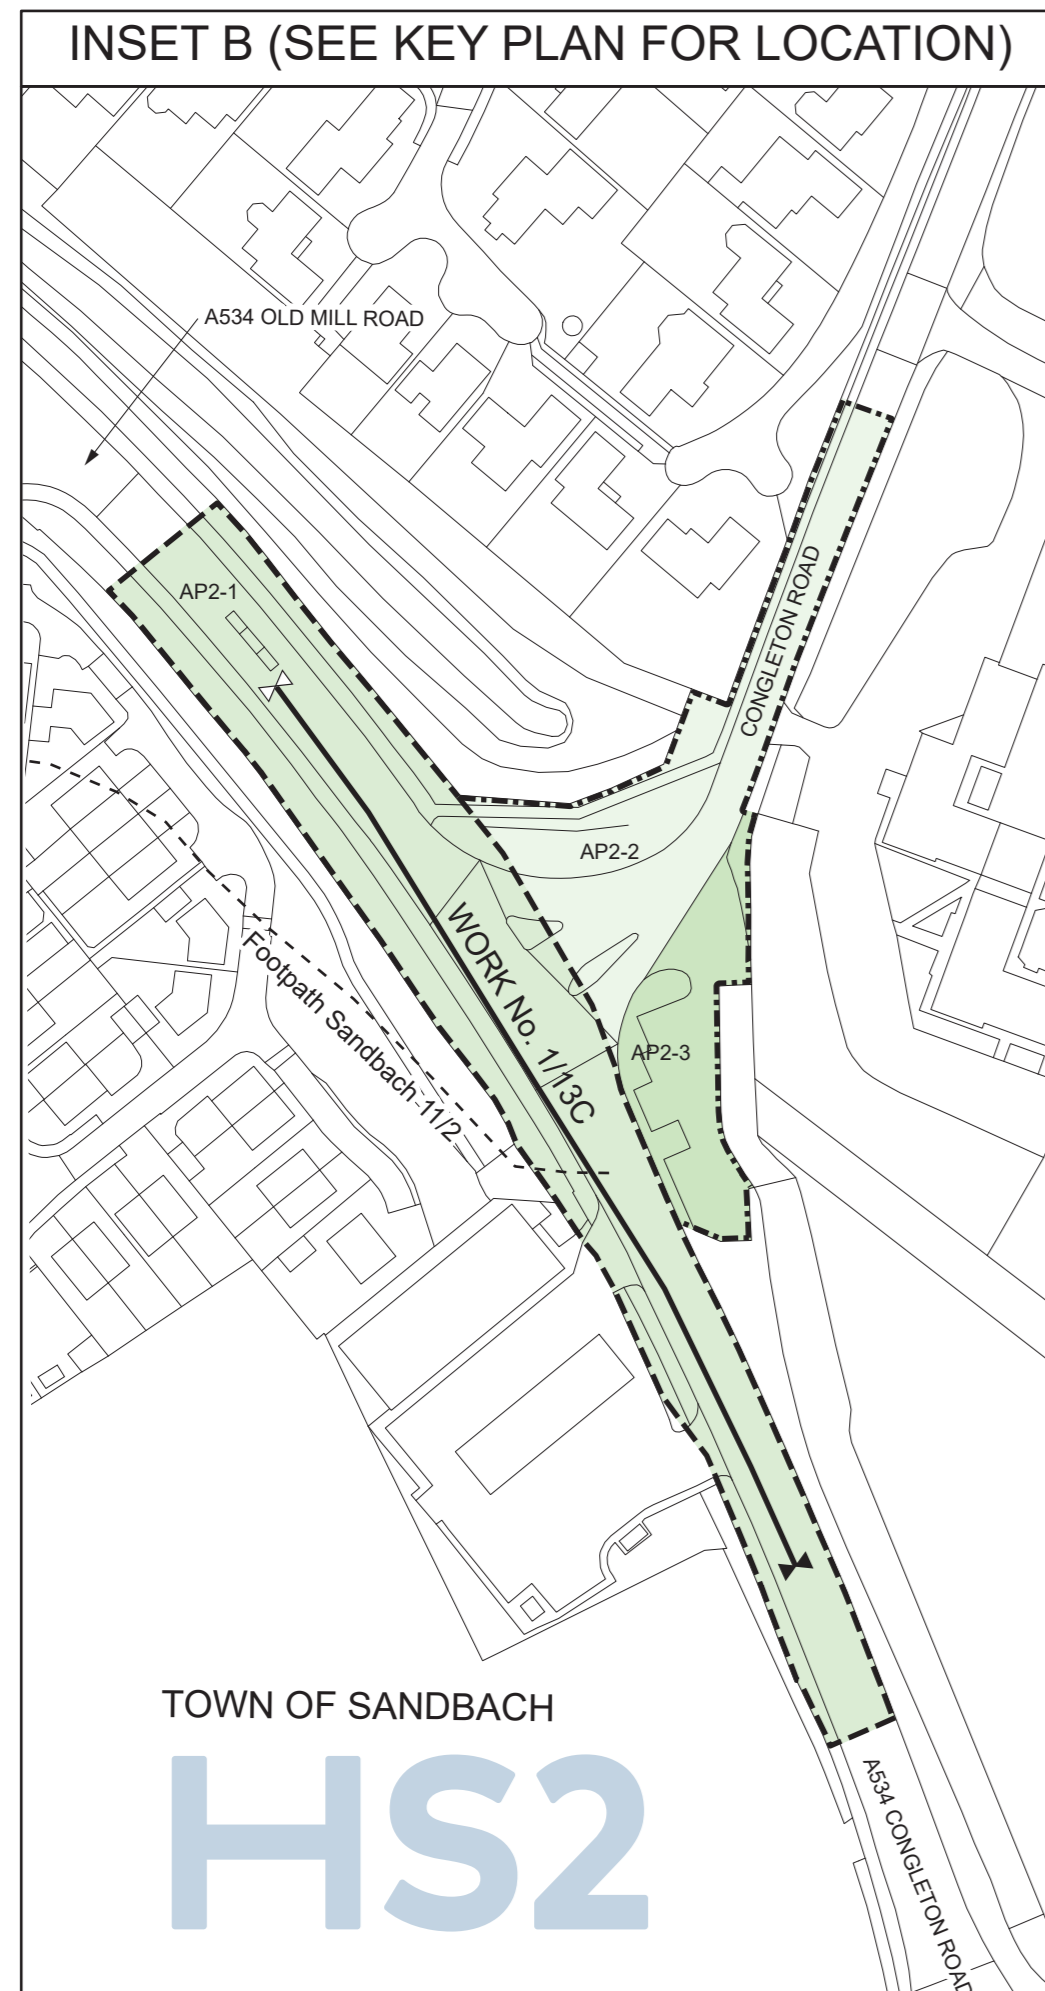 INSET B (SEE KEY PLAN FOR LOCATION)
A534 OLD MILL ROAD
AP2-1
CONGLETON ROAD
AP2-2
WORK No. 1/13C
Footpath Sandbach 11/2
AP2-3
TOWN OF SANDBACH
HS2
A534 CONGLETON ROAD